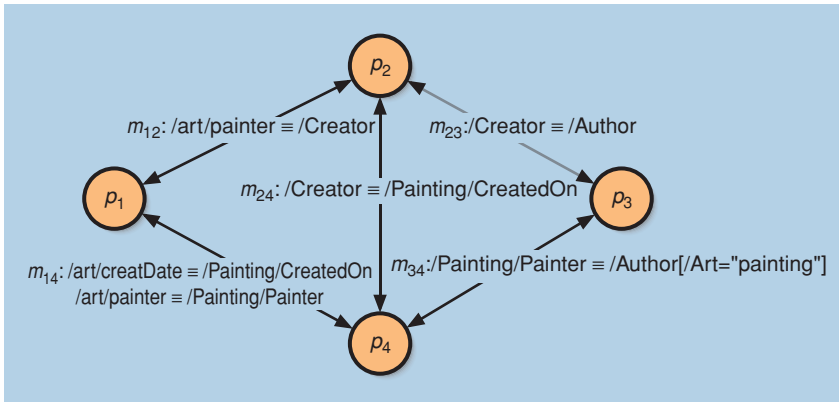 p₂
m₁₂: /art/painter ≡ /Creator
m₂₃:/Creator ≡ /Author
p₁
m₂₄: /Creator ≡ /Painting/CreatedOn
p₃
m₁₄: /art/creatDate ≡ /Painting/CreatedOn
/art/painter ≡ /Painting/Painter
m₃₄:/Painting/Painter ≡ /Author[/Art="painting"]
p₄